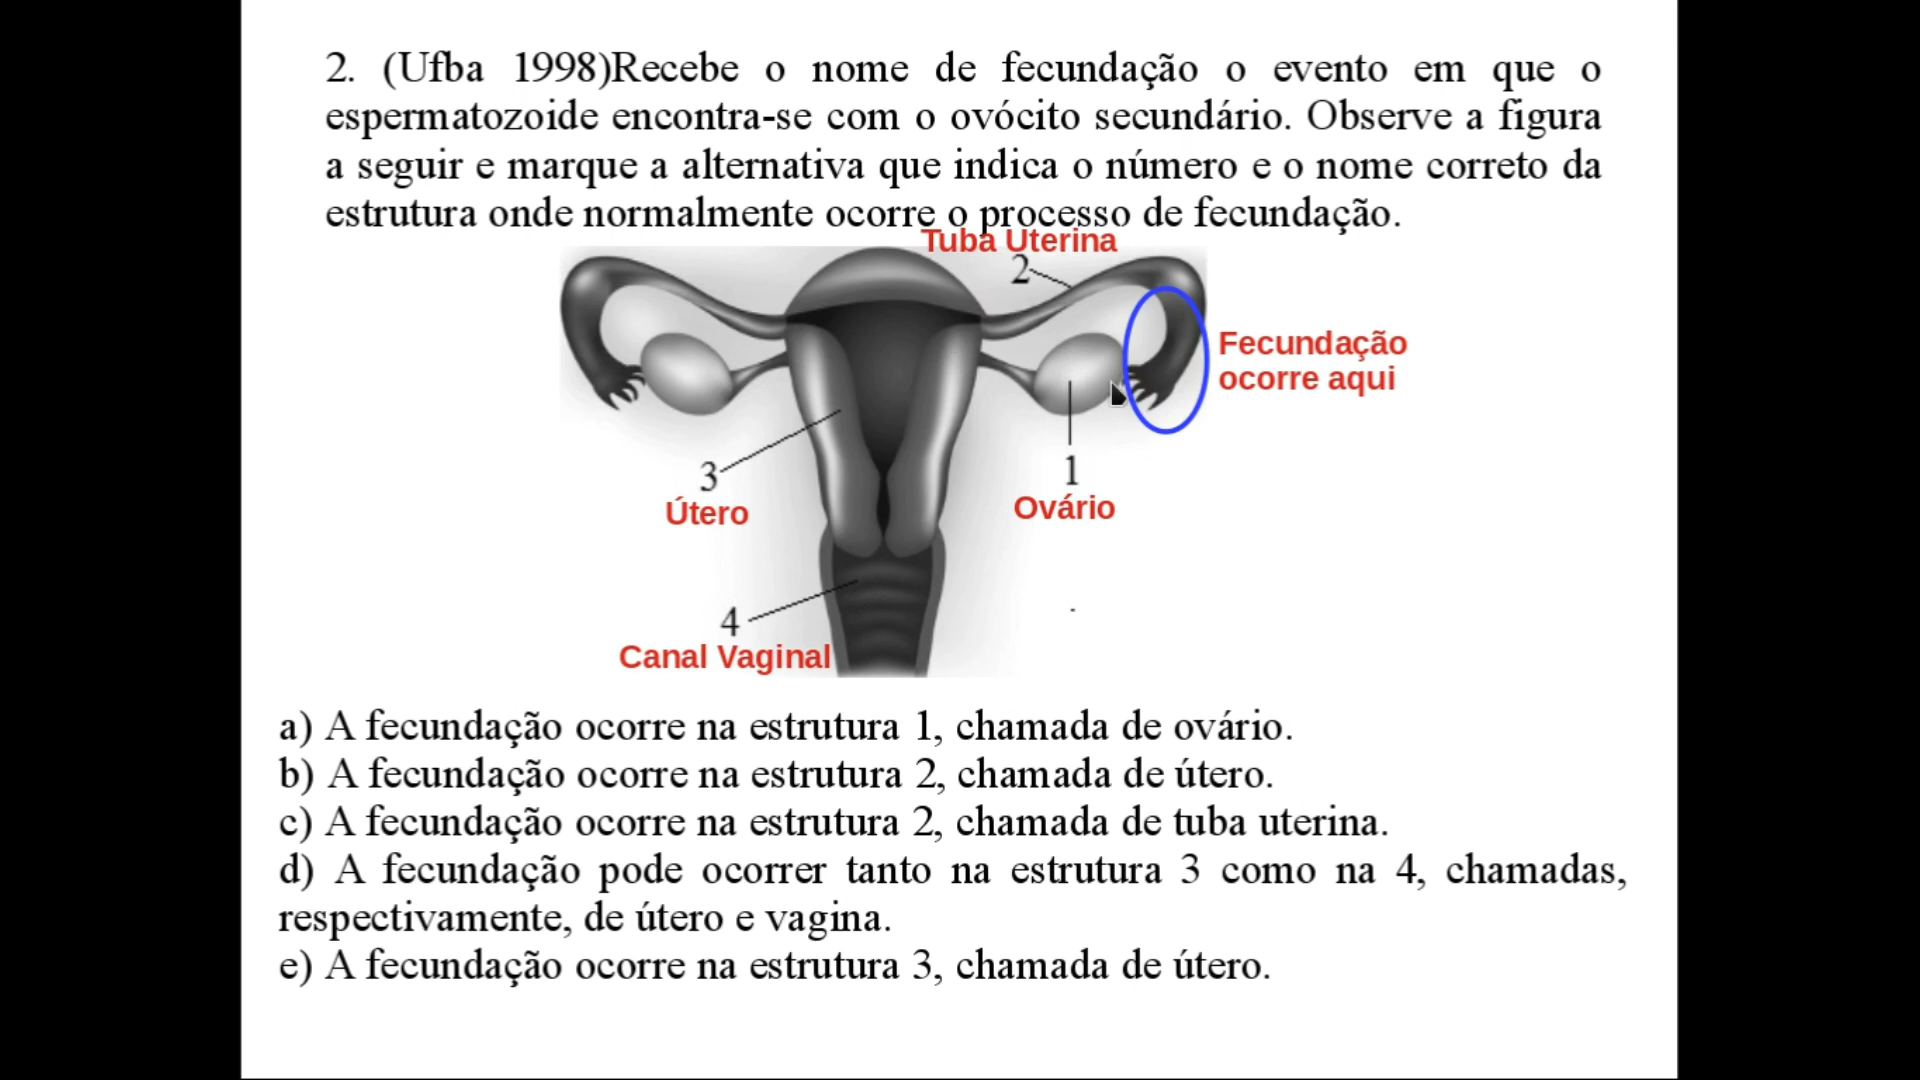 2. (Ufba 1998)Recebe o nome de fecundação o evento em que o
espermatozoide encontra-se com o ovócito secundário. Observe a figura
a seguir e marque a alternativa que indica o número e o nome correto da
estrutura onde normalmente ocorre o processo de fecundação.
Tuba Uterina
2
Fecundação
ocorre aqui
3
Útero
1
Ovário
4
Canal Vaginal
a) A fecundação ocorre na estrutura 1, chamada de ovário.
b) A fecundação ocorre na estrutura 2, chamada de útero.
c) A fecundação ocorre na estrutura 2, chamada de tuba uterina.
d) A fecundação pode ocorrer tanto na estrutura 3 como na 4, chamadas,
respectivamente, de útero e vagina.
e) A fecundação ocorre na estrutura 3, chamada de útero.